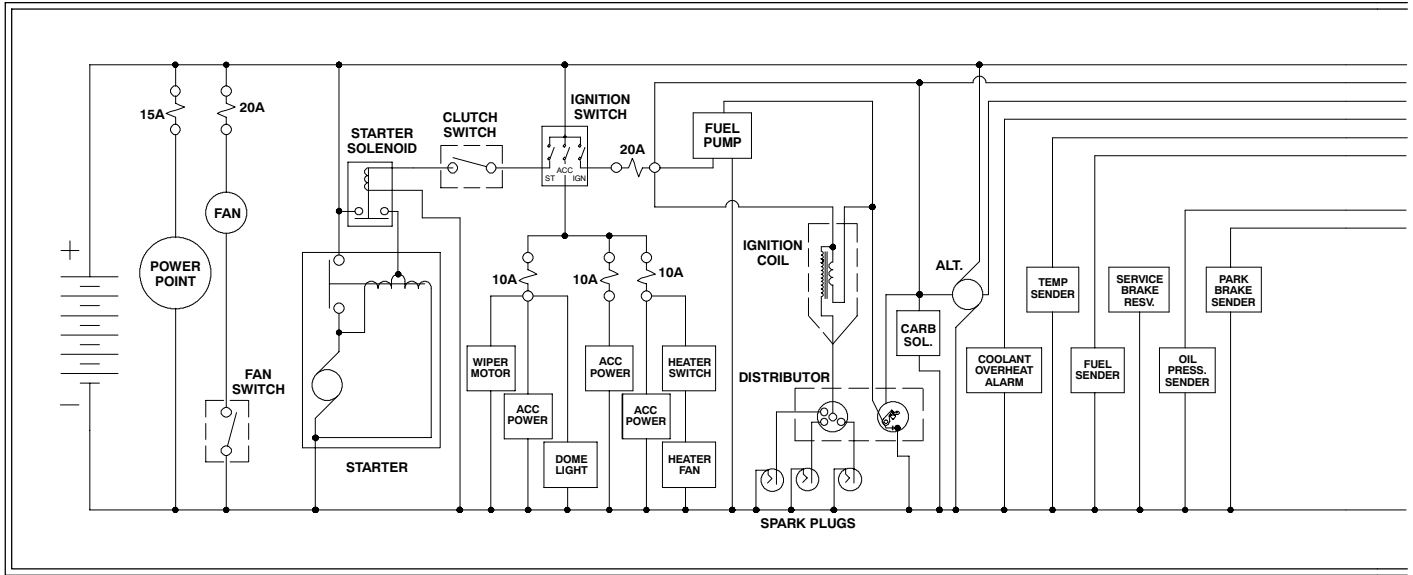 15A
20A
STARTER
SOLENOID
CLUTCH
SWITCH
IGNITION
SWITCH
ACC
ST
IGN
20A
FUEL
PUMP
FAN
POWER
POINT
+
–
FAN
SWITCH
STARTER
10A
10A
10A
WIPER
MOTOR
ACC
POWER
DOME
LIGHT
ACC
POWER
ACC
POWER
HEATER
SWITCH
HEATER
FAN
IGNITION
COIL
DISTRIBUTOR
SPARK PLUGS
CARB
SOL.
ALT.
COOLANT
OVERHEAT
ALARM
TEMP
SENDER
FUEL
SENDER
SERVICE
BRAKE
RESV.
OIL
PRESS.
SENDER
PARK
BRAKE
SENDER